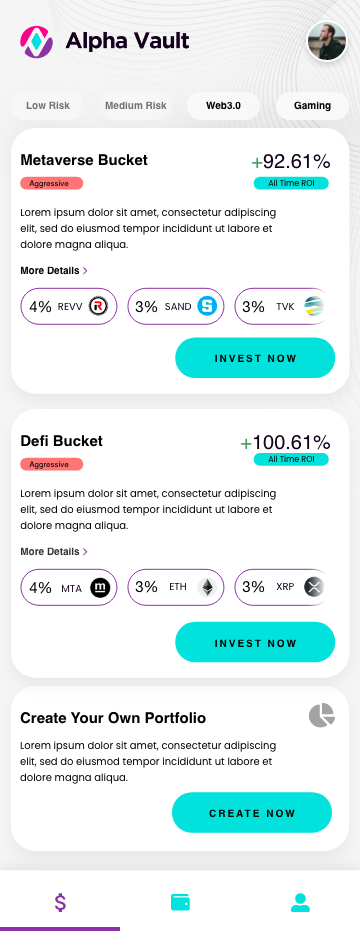 Alpha Vault
Low Risk
Medium Risk
Web3.0
Gaming
Metaverse Bucket
+92.61%
Aggressive
All Time ROI
Lorem ipsum dolor sit amet, consectetur adipiscing
elit, sed do eiusmod tempor incididunt ut labore et
dolore magna aliqua.
More Details >
4% REVV
3% SAND
3% TVK
INVEST NOW
Defi Bucket
+100.61%
Aggressive
All Time ROI
Lorem ipsum dolor sit amet, consectetur adipiscing
elit, sed do eiusmod tempor incididunt ut labore et
dolore magna aliqua.
More Details >
4% MTA
3% ETH
3% XRP
INVEST NOW
Create Your Own Portfolio
Lorem ipsum dolor sit amet, consectetur adipiscing
elit, sed do eiusmod tempor incididunt ut labore et
dolore magna aliqua.
CREATE NOW
$